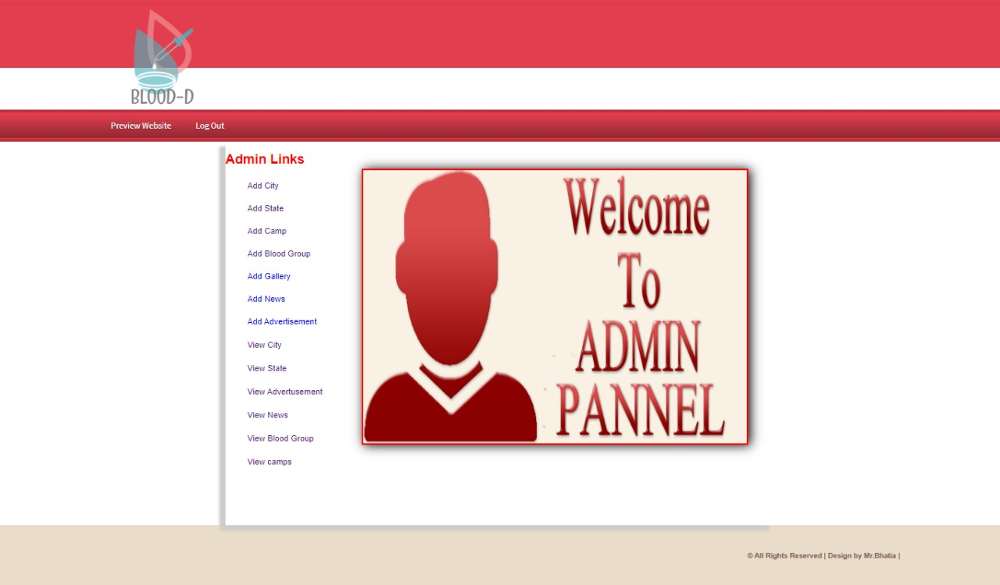 BLOOD-D
Preview Website
Log Out
Admin Links
Add City
Add State
Add Camp
Add Blood Group
Add Gallery
Add News
Add Advertisement
View City
View State
View Advertusement
View News
View Blood Group
View camps
Welcome
To
ADMIN
PANNEL
© All Rights Reserved | Design by Mr.Bhatia |